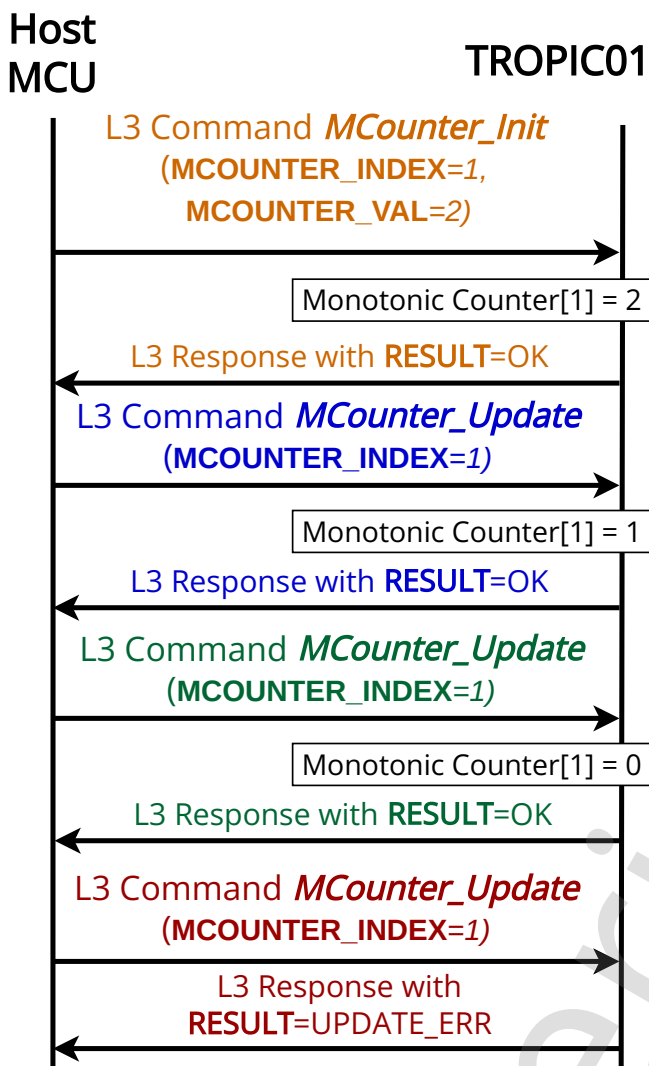 Host
MCU
TROPIC01
L3 Command MCounter_Init
(MCOUNTER_INDEX=1,
MCOUNTER_VAL=2)
Monotonic Counter[1] = 2
L3 Response with RESULT=OK
L3 Command MCounter_Update
(MCOUNTER_INDEX=1)
Monotonic Counter[1] = 1
L3 Response with RESULT=OK
L3 Command MCounter_Update
(MCOUNTER_INDEX=1)
Monotonic Counter[1] = 0
L3 Response with RESULT=OK
L3 Command MCounter_Update
(MCOUNTER_INDEX=1)
L3 Response with
RESULT=UPDATE_ERR